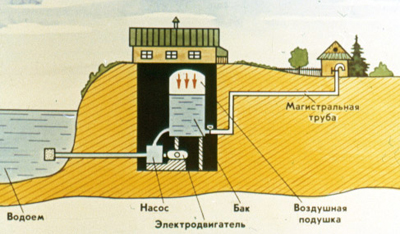 Магистральная
труба
Водоем
Насос
Электродвигатель
Бак
Воздушная
подушка